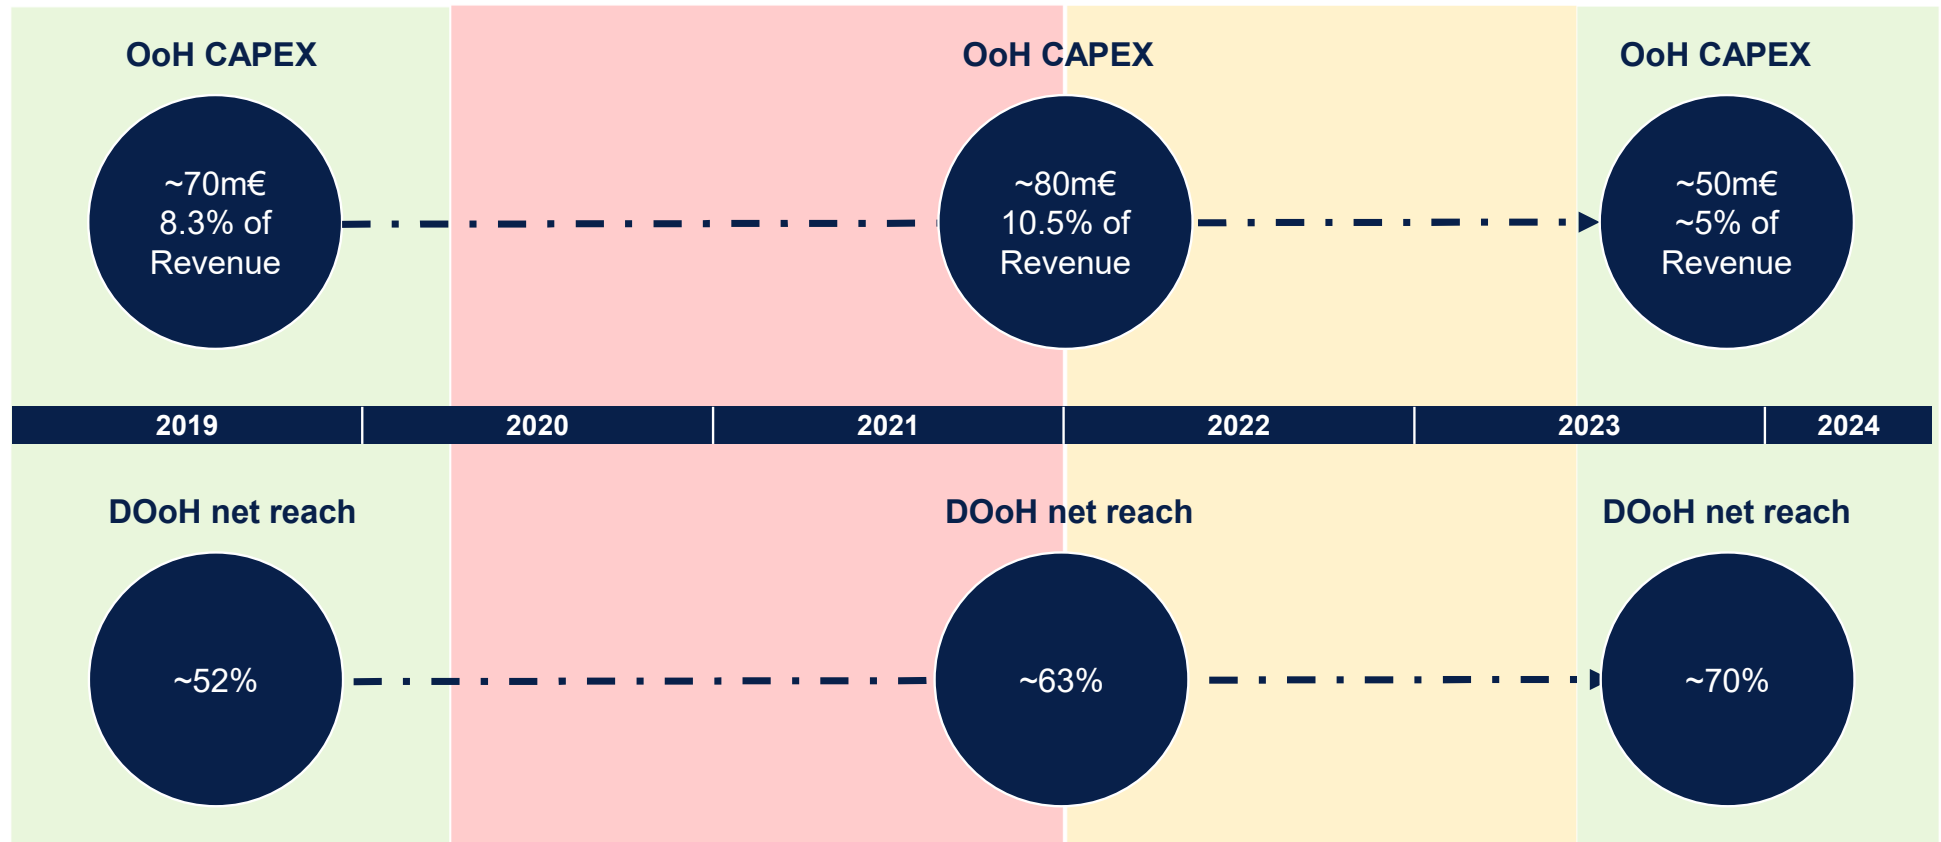 OoH CAPEX
OoH CAPEX
OoH CAPEX
~70m€
8.3% of
Revenue
~80m€
10.5% of
Revenue
~50m€
~5% of
Revenue
2019
2020
2021
2022
2023
2024
DOoH net reach
DOoH net reach
DOoH net reach
~52%
~63%
~70%